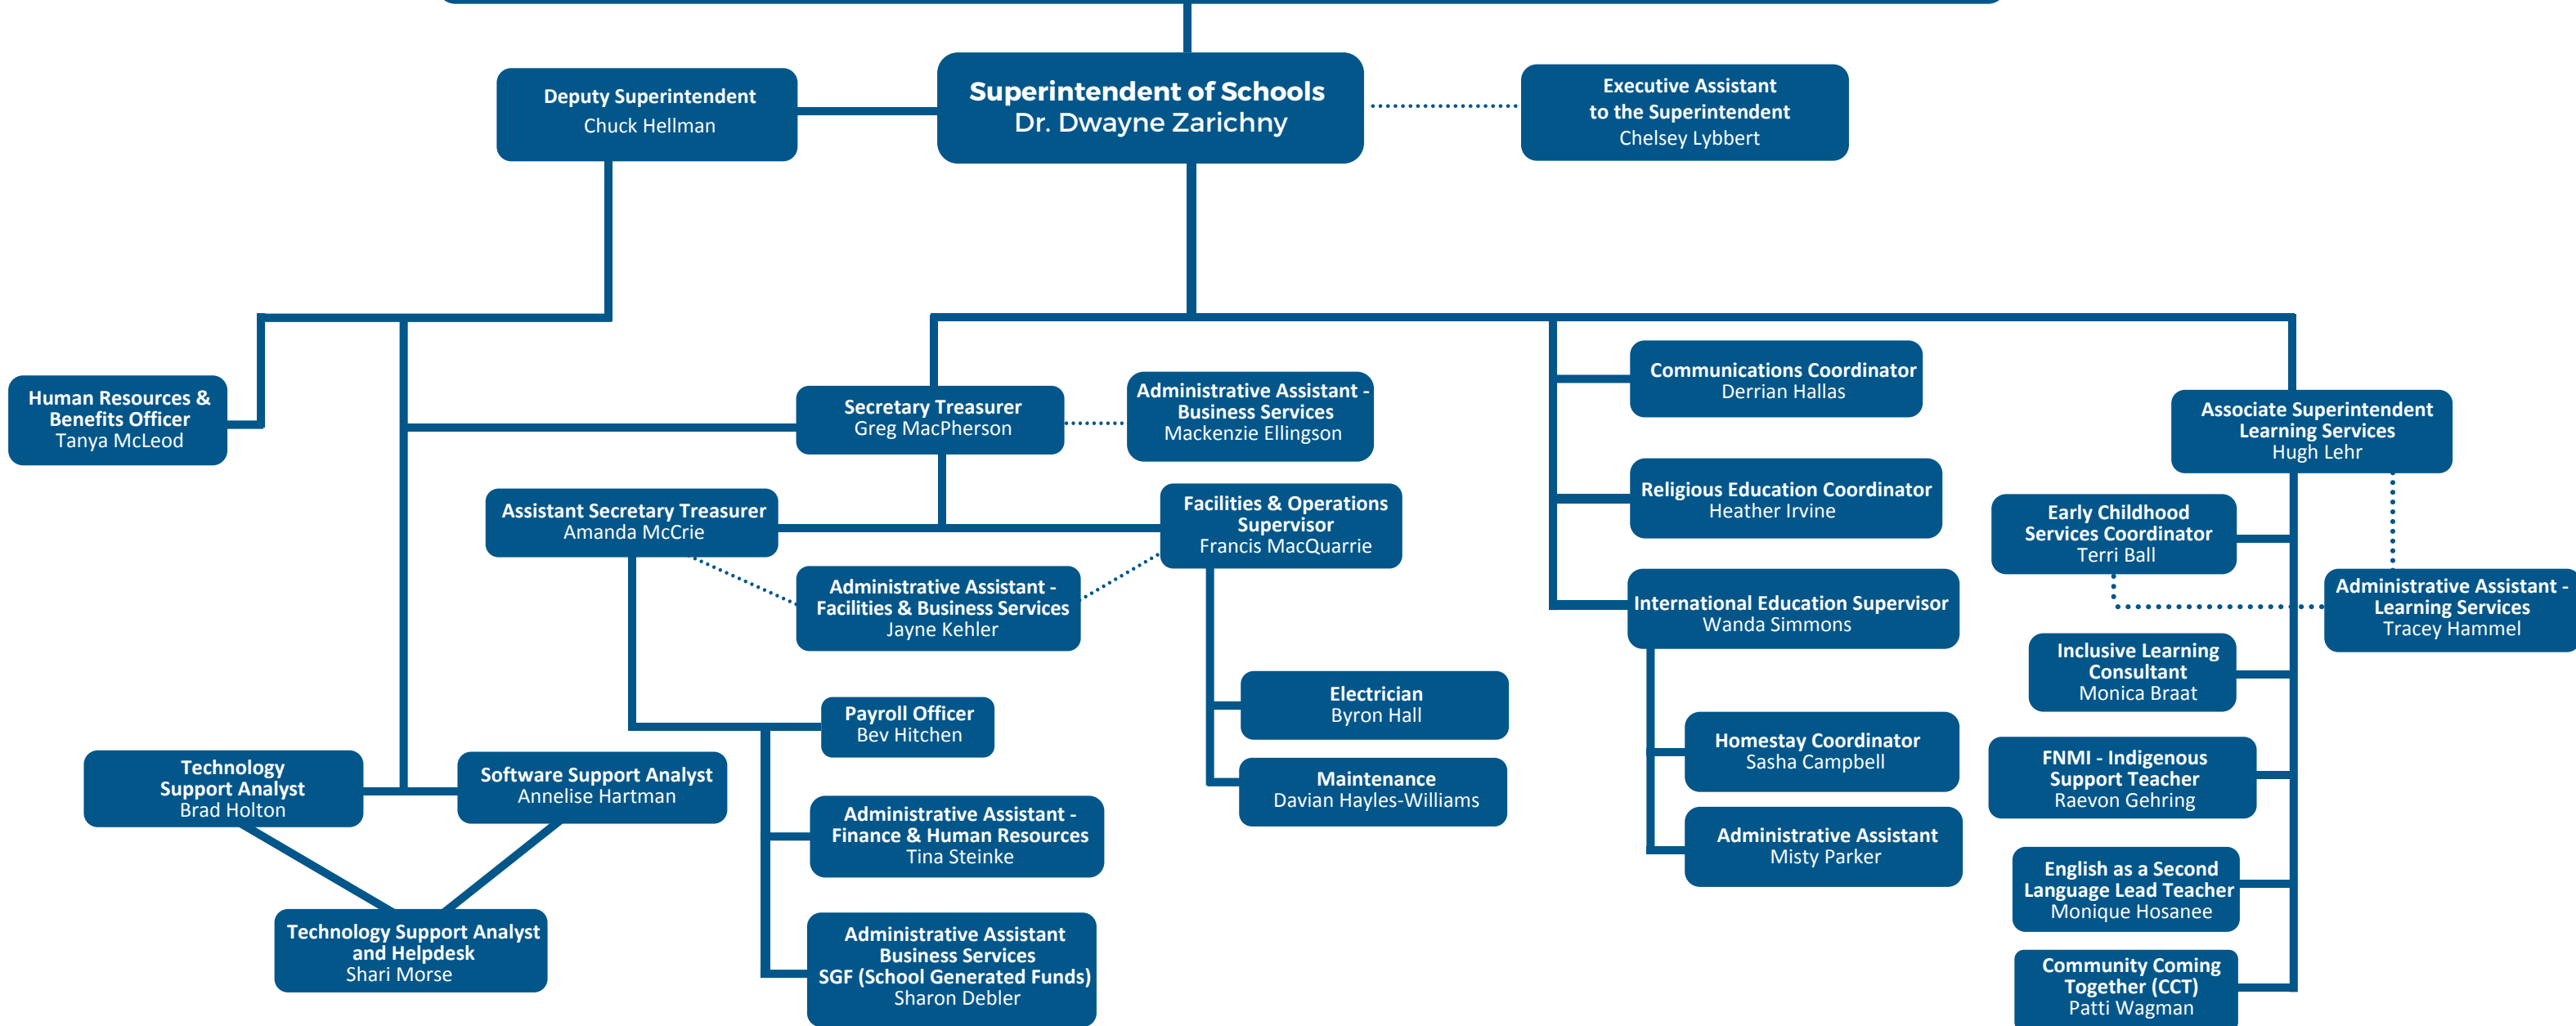 Deputy Superintendent
Chuck Hellman
Superintendent of Schools
Dr. Dwayne Zarichny
Executive Assistant
to the Superintendent
Chelsey Lybbert
Human Resources &
Benefits Officer
Tanya McLeod
Secretary Treasurer
Greg MacPherson
Administrative Assistant -
Business Services
Mackenzie Ellingson
Communications Coordinator
Derrian Hallas
Associate Superintendent
Learning Services
Hugh Lehr
Assistant Secretary Treasurer
Amanda McCrie
Facilities & Operations
Supervisor
Francis MacQuarrie
Religious Education Coordinator
Heather Irvine
Early Childhood
Services Coordinator
Terri Ball
Administrative Assistant -
Facilities & Business Services
Jayne Kehler
International Education Supervisor
Wanda Simmons
Administrative Assistant -
Learning Services
Tracey Hammel
Inclusive Learning
Consultant
Monica Braat
Electrician
Byron Hall
Payroll Officer
Bev Hitchen
Homestay Coordinator
Sasha Campbell
FNMI - Indigenous
Support Teacher
Raevon Gehring
Technology
Support Analyst
Brad Holton
Software Support Analyst
Annelise Hartman
Maintenance
Davian Hayles-Williams
Administrative Assistant -
Finance & Human Resources
Tina Steinke
Administrative Assistant
Misty Parker
English as a Second
Language Lead Teacher
Monique Hosanee
Technology Support Analyst
and Helpdesk
Shari Morse
Administrative Assistant
Business Services
SGF (School Generated Funds)
Sharon Debler
Community Coming
Together (CCT)
Patti Wagman